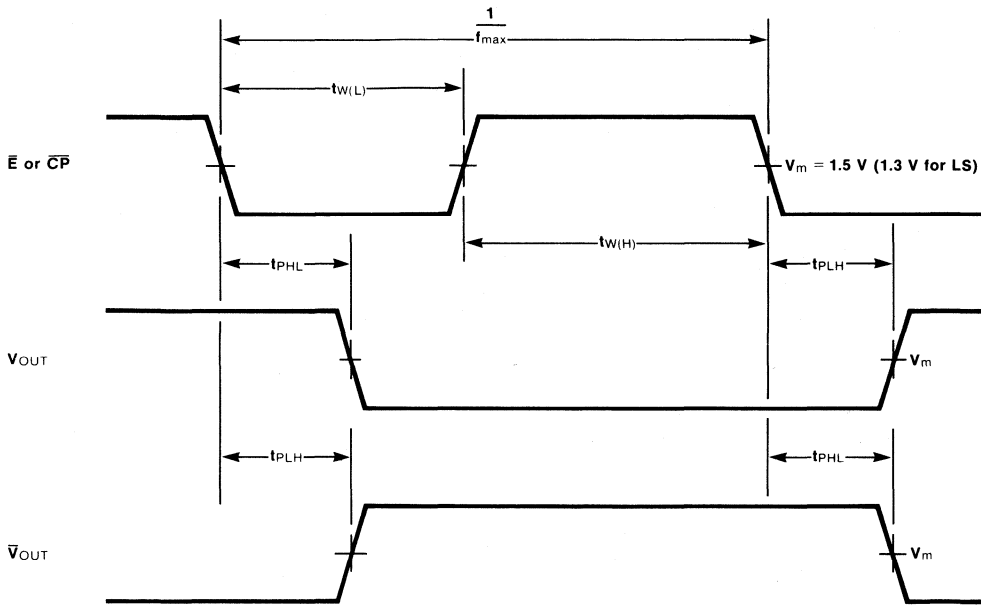 1
fmax
tW(L)
Ē or C̅P̅
Vm = 1.5 V (1.3 V for LS)
tW(H)
tPHL
tPLH
VOUT
Vm
tPLH
tPHL
V̄OUT
Vm